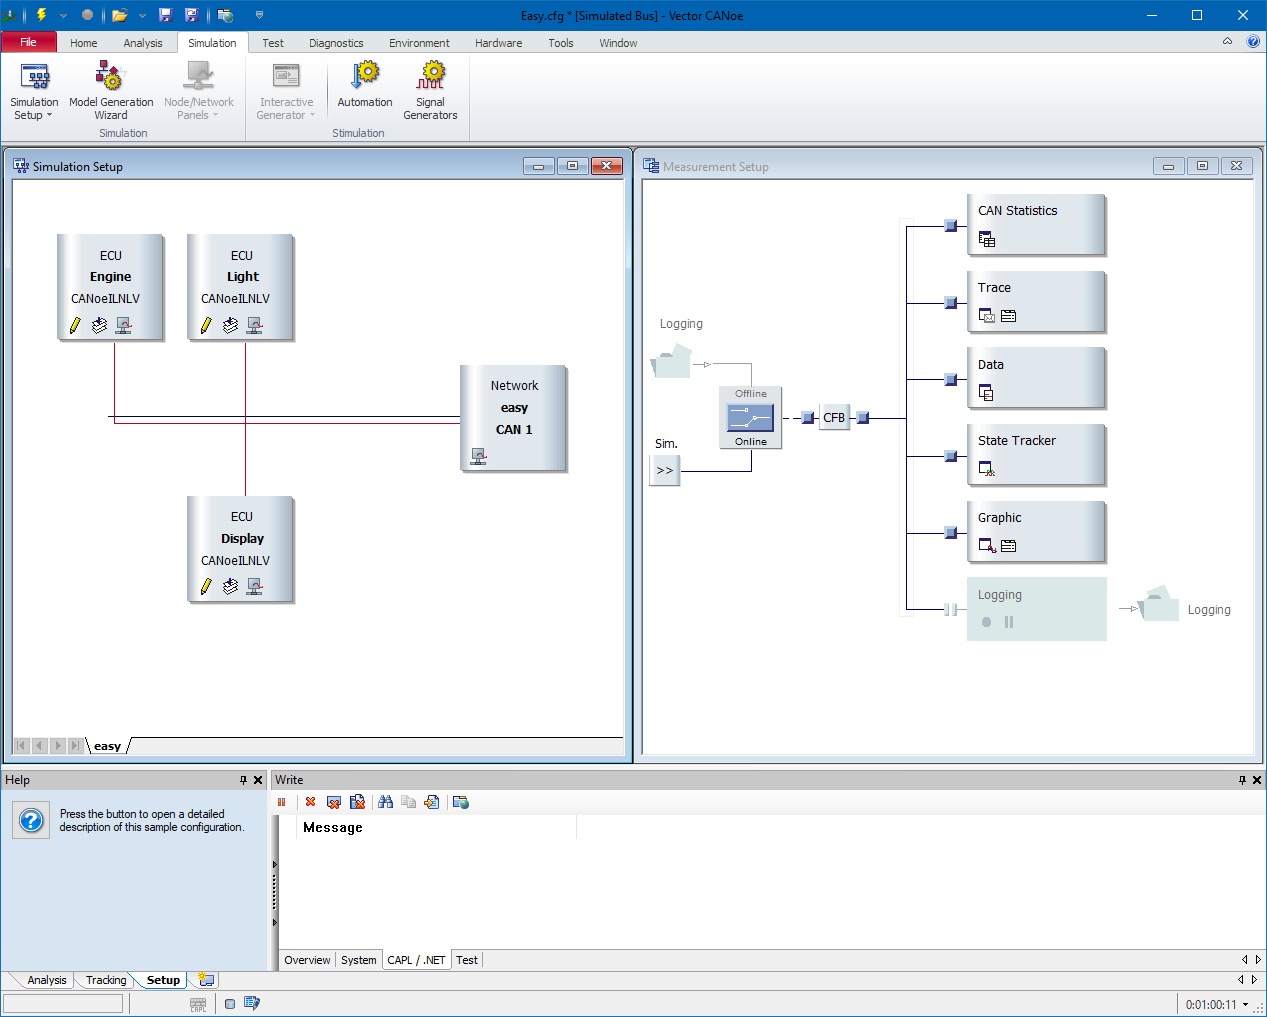 Easy.cfg * [Simulated Bus] - Vector CANoe
File Home Analysis Simulation Test Diagnostics Environment Hardware Tools Window
Simulation Setup
Model Generation Wizard
Node/Network Panels
Interactive Generator
Automation
Signal Generators
Simulation
Stimulation
Simulation Setup
ECU
Engine
CANoeILNLV
ECU
Light
CANoeILNLV
Network
easy
CAN 1
ECU
Display
CANoeILNLV
easy
Measurement Setup
Logging
Offline
Online
Sim.
>>
CFB
CAN Statistics
Trace
Data
State Tracker
Graphic
Logging
Logging
Help
Press the button to open a detailed
description of this sample configuration.
Write
Message
Overview System CAPL / .NET Test
Analysis Tracking Setup
CAPL
0:01:00:11